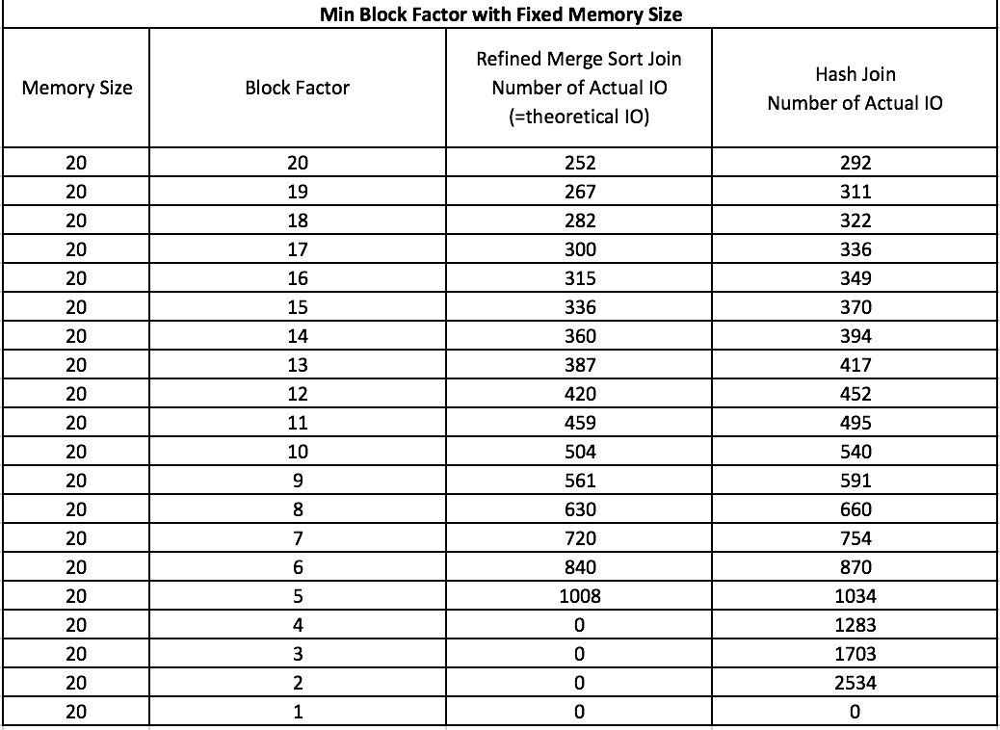 Min Block Factor with Fixed Memory Size
Memory Size Block Factor Refined Merge Sort Join Number of Actual IO (=theoretical IO) Hash Join Number of Actual IO
20 20 252 292
20 19 267 311
20 18 282 322
20 17 300 336
20 16 315 349
20 15 336 370
20 14 360 394
20 13 387 417
20 12 420 452
20 11 459 495
20 10 504 540
20 9 561 591
20 8 630 660
20 7 720 754
20 6 840 870
20 5 1008 1034
20 4 0 1283
20 3 0 1703
20 2 0 2534
20 1 0 0